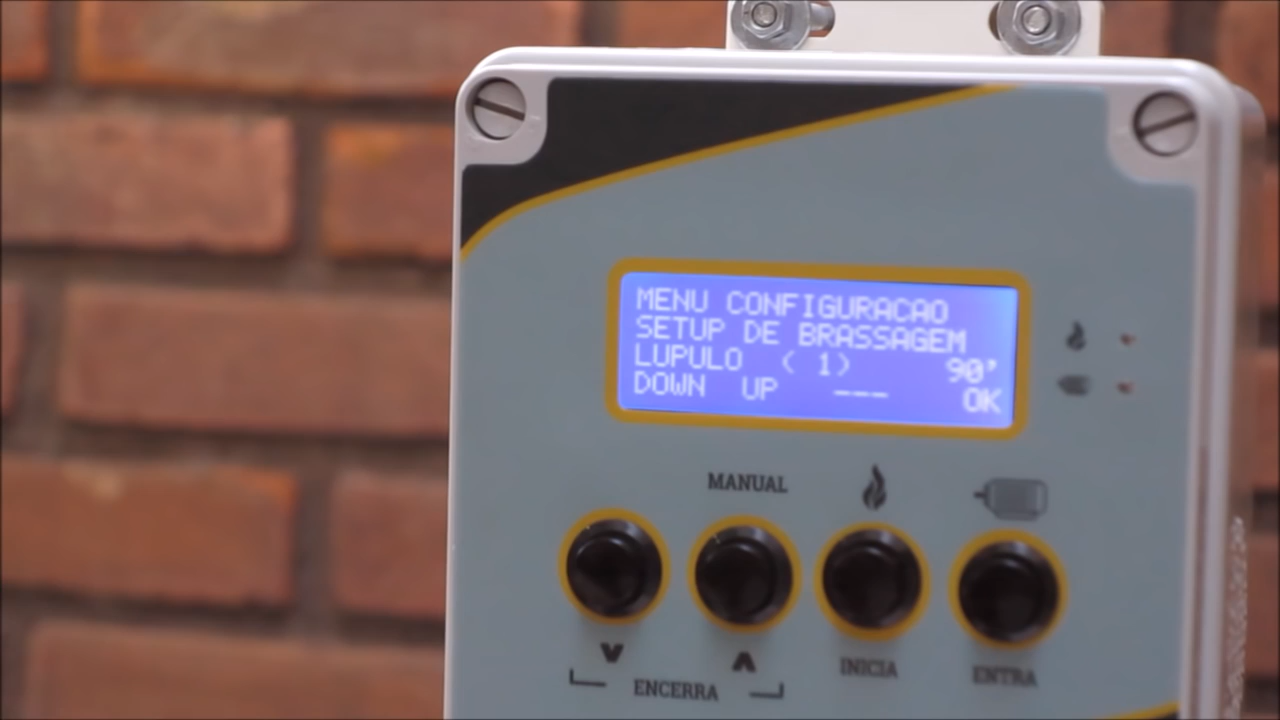 MENU CONFIGURACAO
SETUP DE BRASSAGEM
LUPULO ( 1) 90'
DOWN UP --- OK
MANUAL
INICIA
ENTRA
ENCERRA